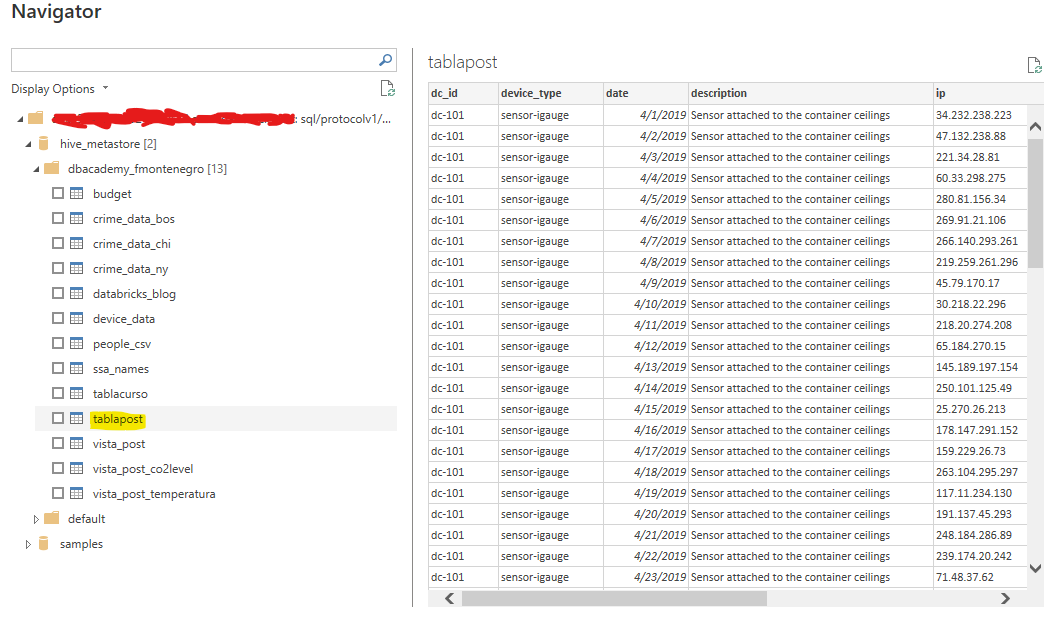 Navigator
Display Options
: sql/protocolv1/...
hive_metastore [2]
dbacademy_fmontenegro [13]
budget
crime_data_bos
crime_data_chi
crime_data_ny
databricks_blog
device_data
people_csv
ssa_names
tablacurso
tablapost
vista_post
vista_post_co2level
vista_post_temperatura
default
samples
tablapost
dc_id device_type date description ip
dc-101 sensor-igauge 4/1/2019 Sensor attached to the container ceilings 34.232.238.223
dc-101 sensor-igauge 4/2/2019 Sensor attached to the container ceilings 47.132.238.88
dc-101 sensor-igauge 4/3/2019 Sensor attached to the container ceilings 221.34.28.81
dc-101 sensor-igauge 4/4/2019 Sensor attached to the container ceilings 60.33.298.275
dc-101 sensor-igauge 4/5/2019 Sensor attached to the container ceilings 280.81.156.34
dc-101 sensor-igauge 4/6/2019 Sensor attached to the container ceilings 269.91.21.106
dc-101 sensor-igauge 4/7/2019 Sensor attached to the container ceilings 266.140.293.261
dc-101 sensor-igauge 4/8/2019 Sensor attached to the container ceilings 219.259.261.296
dc-101 sensor-igauge 4/9/2019 Sensor attached to the container ceilings 45.79.170.17
dc-101 sensor-igauge 4/10/2019 Sensor attached to the container ceilings 30.218.22.296
dc-101 sensor-igauge 4/11/2019 Sensor attached to the container ceilings 218.20.274.208
dc-101 sensor-igauge 4/12/2019 Sensor attached to the container ceilings 65.184.270.15
dc-101 sensor-igauge 4/13/2019 Sensor attached to the container ceilings 145.189.197.154
dc-101 sensor-igauge 4/14/2019 Sensor attached to the container ceilings 250.101.125.49
dc-101 sensor-igauge 4/15/2019 Sensor attached to the container ceilings 25.270.26.213
dc-101 sensor-igauge 4/16/2019 Sensor attached to the container ceilings 178.147.291.152
dc-101 sensor-igauge 4/17/2019 Sensor attached to the container ceilings 159.229.26.73
dc-101 sensor-igauge 4/18/2019 Sensor attached to the container ceilings 263.104.295.297
dc-101 sensor-igauge 4/19/2019 Sensor attached to the container ceilings 117.11.234.130
dc-101 sensor-igauge 4/20/2019 Sensor attached to the container ceilings 191.137.45.293
dc-101 sensor-igauge 4/21/2019 Sensor attached to the container ceilings 248.184.286.89
dc-101 sensor-igauge 4/22/2019 Sensor attached to the container ceilings 239.174.20.242
dc-101 sensor-igauge 4/23/2019 Sensor attached to the container ceilings 71.48.37.62